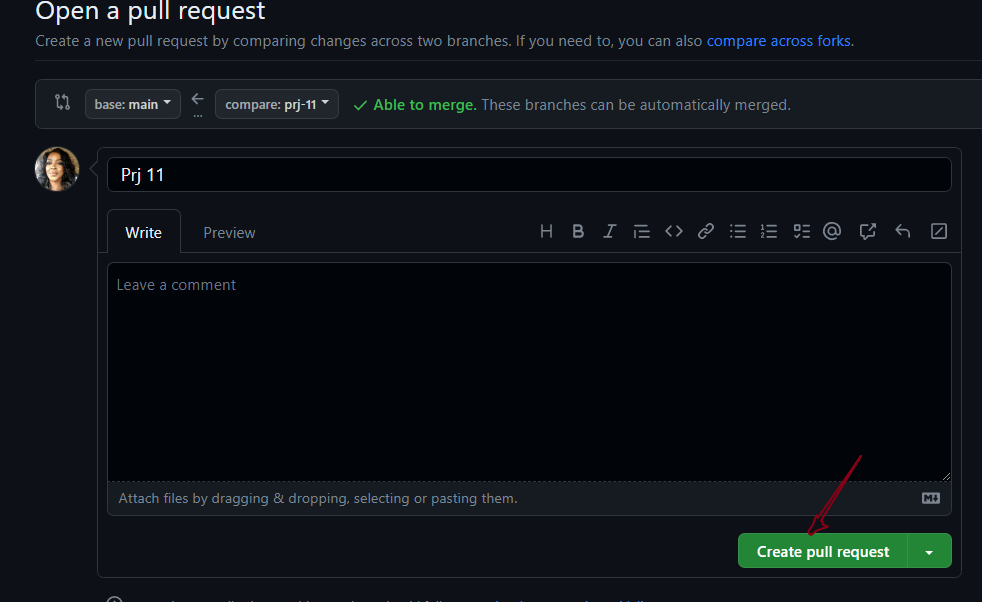 Open a pull request
Create a new pull request by comparing changes across two branches. If you need to, you can also compare across forks.
base: main compare: prj-11 Able to merge. These branches can be automatically merged.
Prj 11
Write Preview
Leave a comment
Attach files by dragging & dropping, selecting or pasting them.
Create pull request